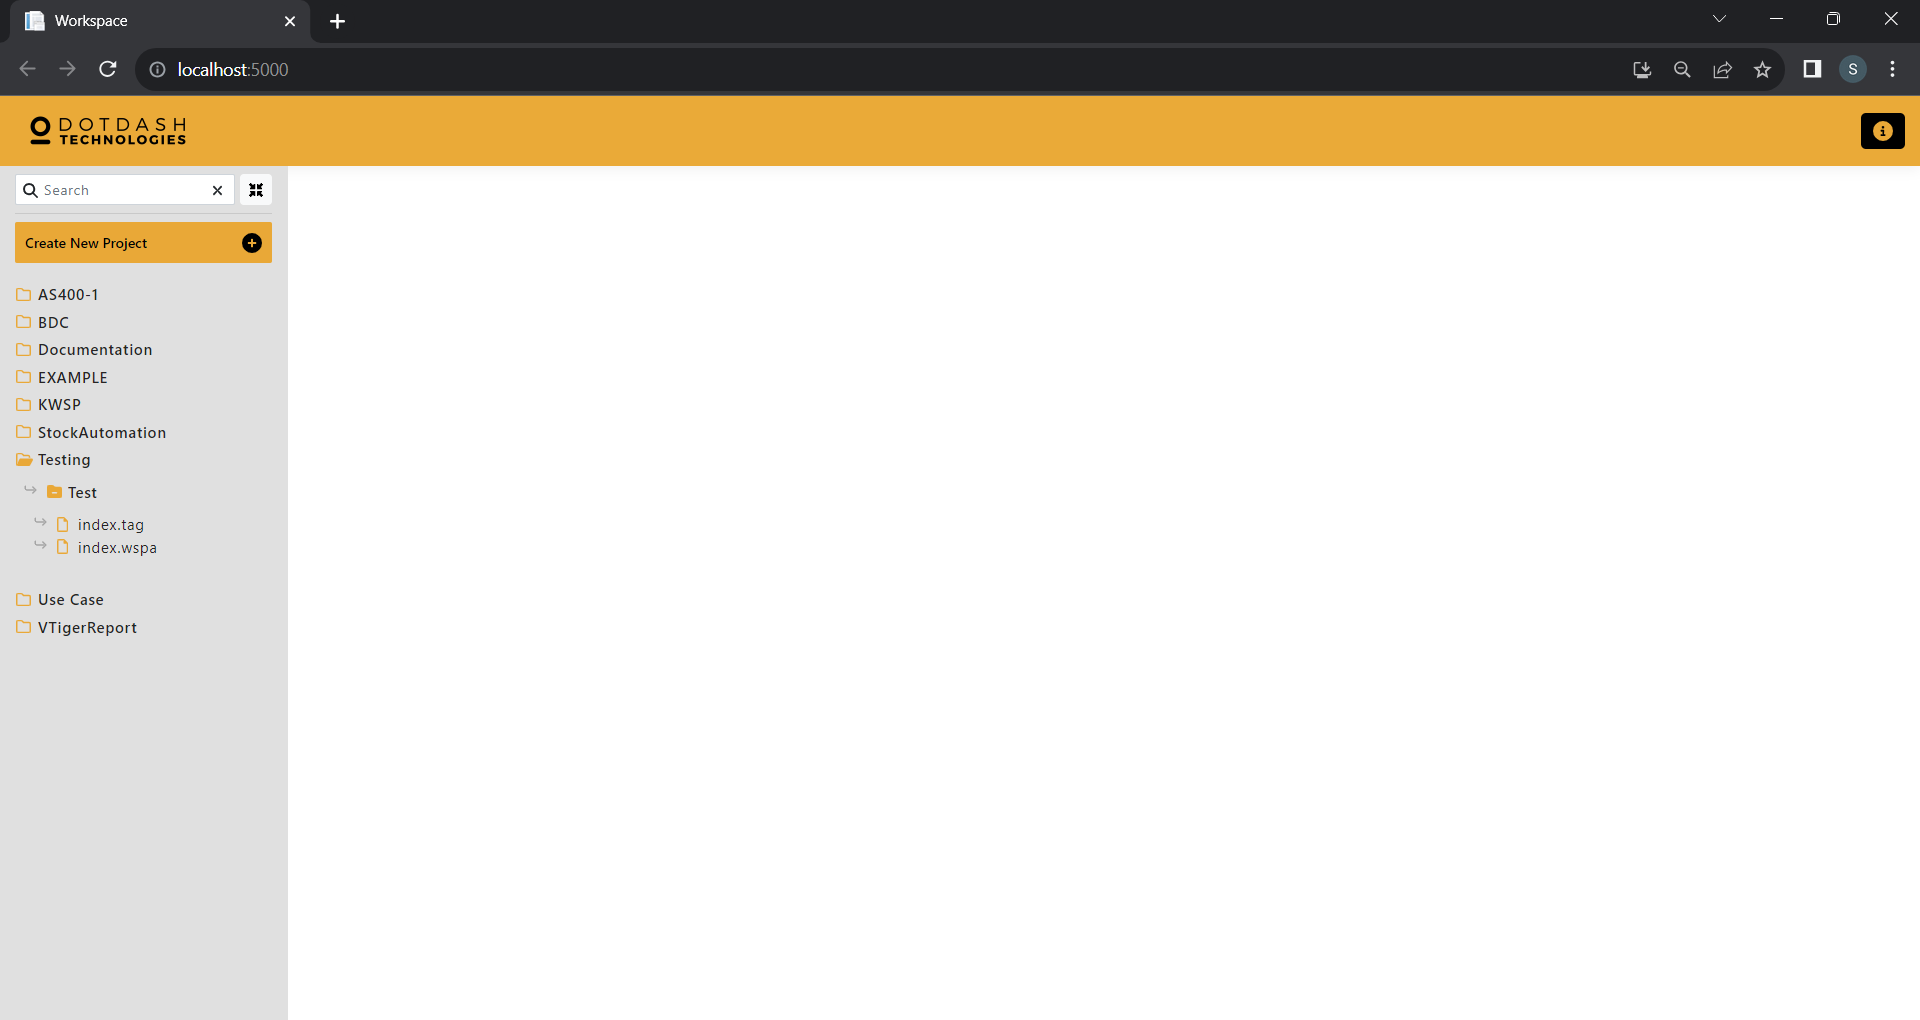 Workspace
localhost:5000
S
DOTDASH
TECHNOLOGIES
Search
Create New Project
AS400-1
BDC
Documentation
EXAMPLE
KWSP
StockAutomation
Testing
Test
index.tag
index.wspa
Use Case
VTigerReport